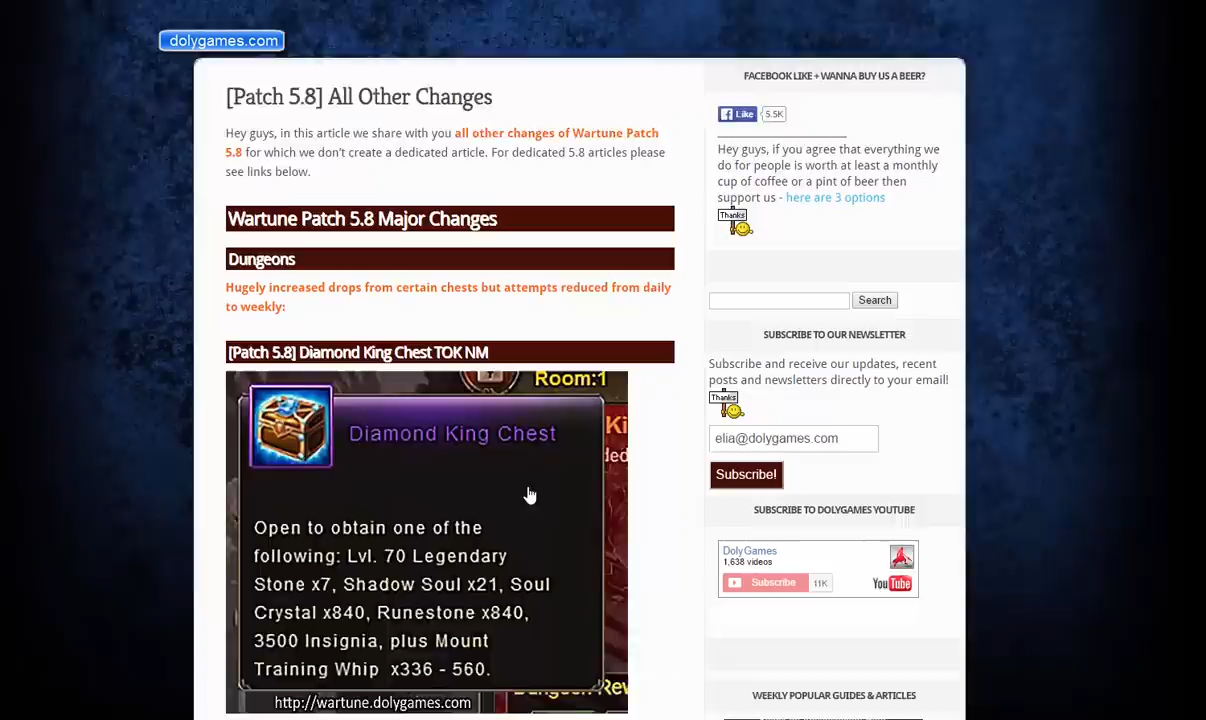 dolygames.com
[Patch 5.8] All Other Changes
Hey guys, in this article we share with you all other changes of Wartune Patch
5.8 for which we don't create a dedicated article. For dedicated 5.8 articles please
see links below.
Wartune Patch 5.8 Major Changes
Dungeons
Hugely increased drops from certain chests but attempts reduced from daily
to weekly:
[Patch 5.8] Diamond King Chest TOK NM
Room:1
Diamond King Chest
Ki
ded
Open to obtain one of the
following: Lvl. 70 Legendary
Stone x7, Shadow Soul x21, Soul
Crystal x840, Runestone x840,
3500 Insignia, plus Mount
Training Whip x336 - 560.
http://wartune.dolygames.com
FACEBOOK LIKE + WANNA BUY US A BEER?
Like 5.5K
Hey guys, if you agree that everything we
do for people is worth at least a monthly
cup of coffee or a pint of beer then
support us - here are 3 options
Thanks
Search
SUBSCRIBE TO OUR NEWSLETTER
Subscribe and receive our updates, recent
posts and newsletters directly to your email!
Thanks
elia@dolygames.com
Subscribe!
SUBSCRIBE TO DOLYGAMES YOUTUBE
DolyGames
1,638 videos
Subscribe 11K
YouTube
WEEKLY POPULAR GUIDES & ARTICLES